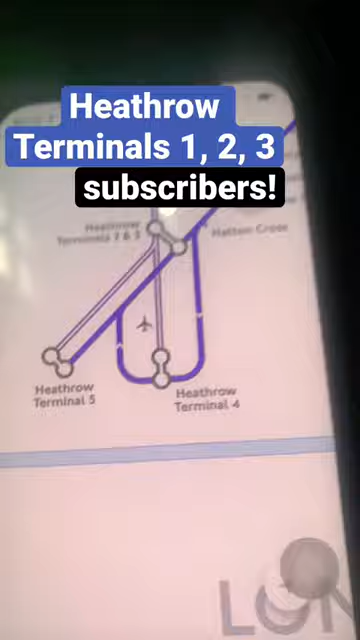 Heathrow
Terminals 1, 2, 3
subscribers!
Heathrow
Terminals 2 & 3
Hatton Cross
Heathrow
Terminal 5
Heathrow
Terminal 4